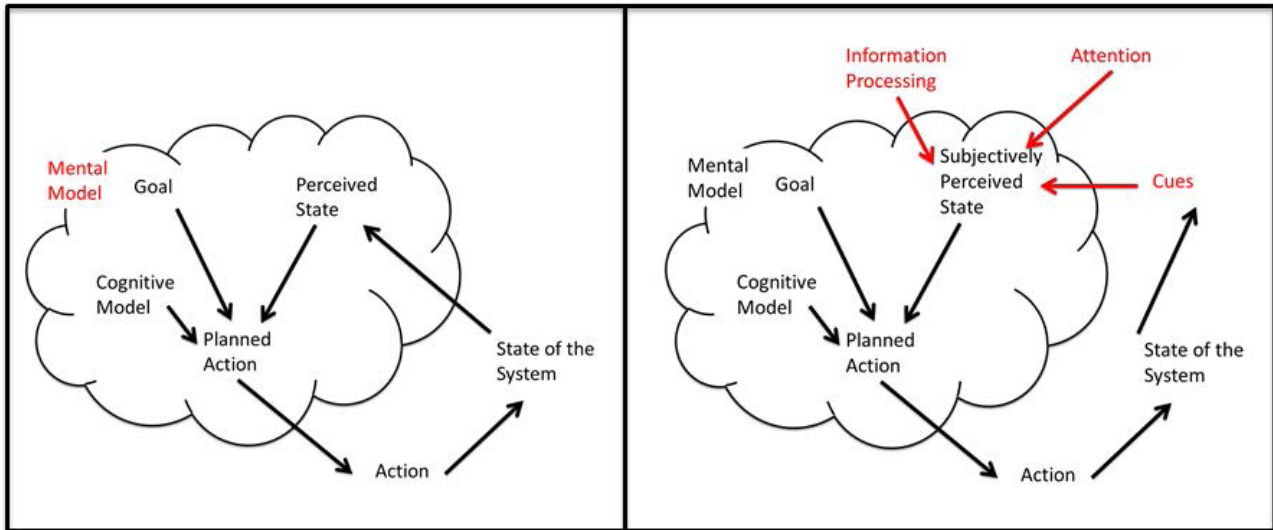 Mental
Model
Goal
Perceived
State
Cognitive
Model
Planned
Action
State of the
System
Action
Information
Processing
Attention
Mental
Model
Goal
Subjectively
Perceived
State
Cues
Cognitive
Model
Planned
Action
State of the
System
Action